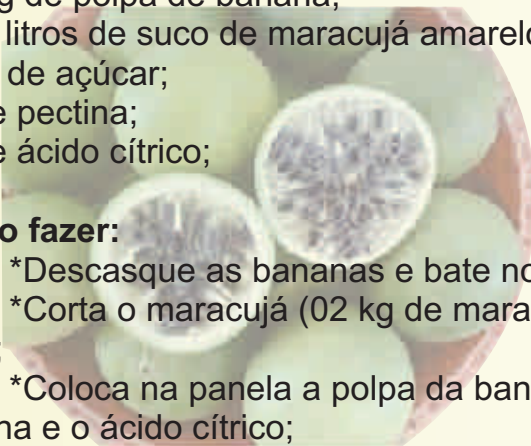 g de polpa de banana;
litros de suco de maracujá amarelo
de açúcar;
e pectina;
e ácido cítrico;
o fazer:
*Descasque as bananas e bate no
*Corta o maracujá (02 kg de mara
;
*Coloca na panela a polpa da ban
na e o ácido cítrico;